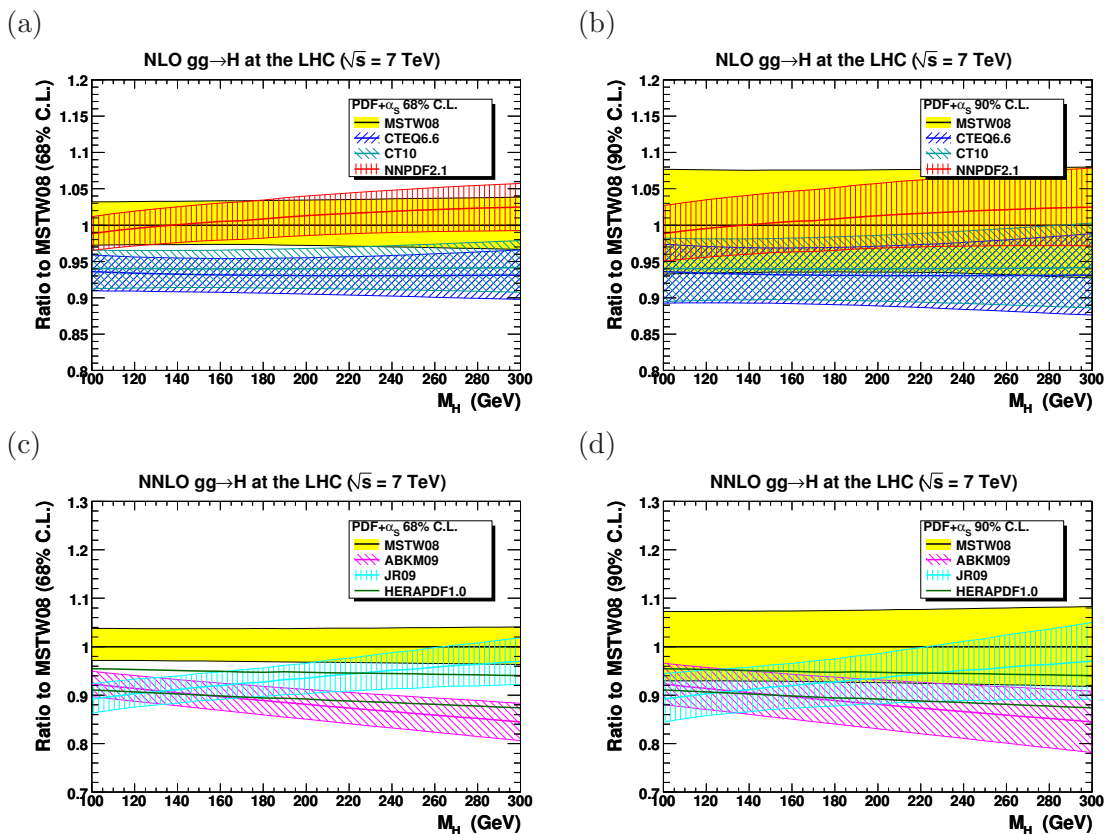 (a)
NLO gg→H at the LHC (√s = 7 TeV)
Ratio to MSTW08 (68% C.L.)
1.2
1.15
1.1
1.05
1
0.95
0.9
0.85
0.8
PDF+αS 68% C.L.
MSTW08
CTEQ6.6
CT10
NNPDF2.1
100 120 140 160 180 200 220 240 260 280 300
MH (GeV)
(b)
NLO gg→H at the LHC (√s = 7 TeV)
Ratio to MSTW08 (90% C.L.)
1.2
1.15
1.1
1.05
1
0.95
0.9
0.85
0.8
PDF+αS 90% C.L.
MSTW08
CTEQ6.6
CT10
NNPDF2.1
100 120 140 160 180 200 220 240 260 280 300
MH (GeV)
(c)
NNLO gg→H at the LHC (√s = 7 TeV)
Ratio to MSTW08 (68% C.L.)
1.3
1.2
1.1
1
0.9
0.8
0.7
PDF+αS 68% C.L.
MSTW08
ABKM09
JR09
HERAPDF1.0
100 120 140 160 180 200 220 240 260 280 300
MH (GeV)
(d)
NNLO gg→H at the LHC (√s = 7 TeV)
Ratio to MSTW08 (90% C.L.)
1.3
1.2
1.1
1
0.9
0.8
0.7
PDF+αS 90% C.L.
MSTW08
ABKM09
JR09
HERAPDF1.0
100 120 140 160 180 200 220 240 260 280 300
MH (GeV)